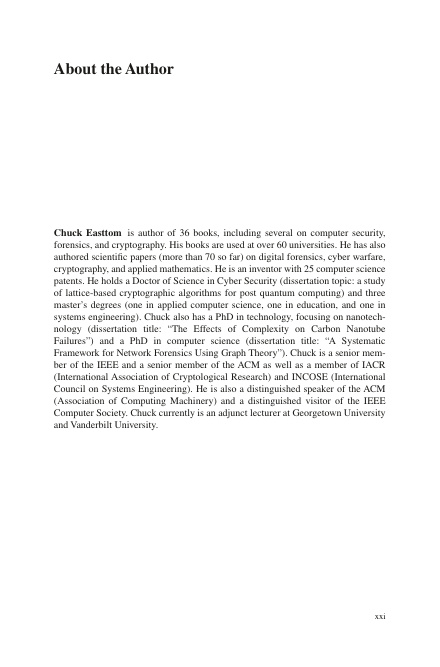 About the Author
Chuck Easttom is author of 36 books, including several on computer security,
forensics, and cryptography. His books are used at over 60 universities. He has also
authored scientific papers (more than 70 so far) on digital forensics, cyber warfare,
cryptography, and applied mathematics. He is an inventor with 25 computer science
patents. He holds a Doctor of Science in Cyber Security (dissertation topic: a study
of lattice-based cryptographic algorithms for post quantum computing) and three
master’s degrees (one in applied computer science, one in education, and one in
systems engineering). Chuck also has a PhD in technology, focusing on nanotech-
nology (dissertation title: “The Effects of Complexity on Carbon Nanotube
Failures”) and a PhD in computer science (dissertation title: “A Systematic
Framework for Network Forensics Using Graph Theory”). Chuck is a senior mem-
ber of the IEEE and a senior member of the ACM as well as a member of IACR
(International Association of Cryptological Research) and INCOSE (International
Council on Systems Engineering). He is also a distinguished speaker of the ACM
(Association of Computing Machinery) and a distinguished visitor of the IEEE
Computer Society. Chuck currently is an adjunct lecturer at Georgetown University
and Vanderbilt University.
xxi